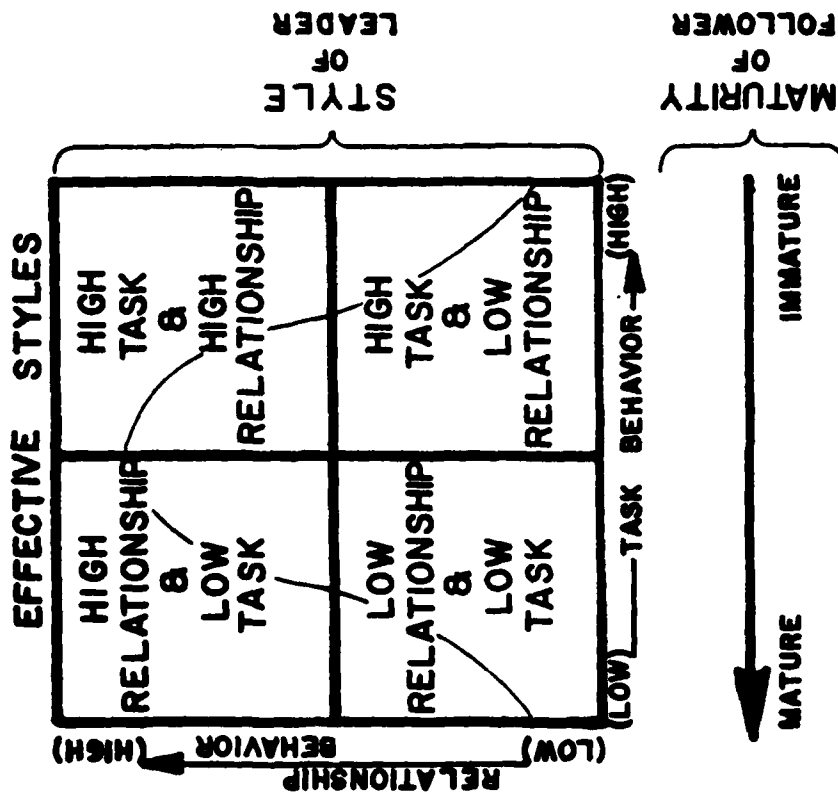 EFFECTIVE STYLES
HIGH
RELATIONSHIP
&
LOW
TASK
HIGH
TASK
&
HIGH
RELATIONSHIP
LOW
RELATIONSHIP
&
LOW
TASK
HIGH
TASK
&
LOW
RELATIONSHIP
(HIGH)
RELATIONSHIP
BEHAVIOR
(LOW)
(LOW)
TASK BEHAVIOR
(HIGH)
STYLE
OF
LEADER
MATURE
IMMATURE
MATURITY
OF
FOLLOWER